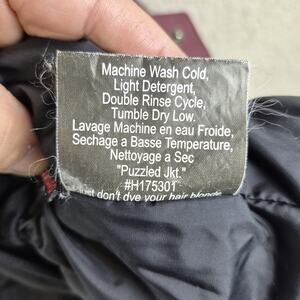 Machine Wash Cold,
Light Detergent,
Double Rinse Cycle,
Tumble Dry Low.
Lavage Machine en eau Froide,
Sechage a Basse Temperature,
Nettoyage a Sec
"Puzzled Jkt."
#H175301
just don't dye your hair blonde